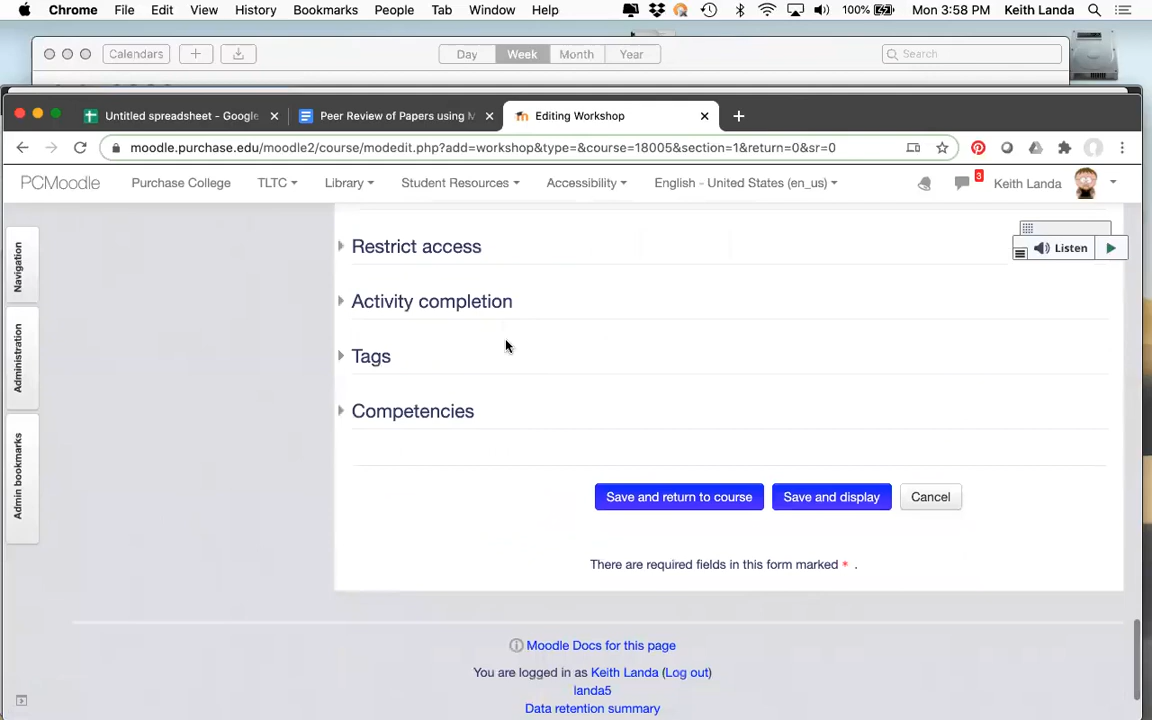 Chrome File Edit View History Bookmarks People Tab Window Help 100% Mon 3:58 PM Keith Landa
Calendars + Day Week Month Year Search
Untitled spreadsheet - Google × Peer Review of Papers using M × Editing Workshop × +
moodle.purchase.edu/moodle2/course/modedit.php?add=workshop&type=&course=18005&section=1&return=0&sr=0
PCMoodle Purchase College TLTC Library Student Resources Accessibility English - United States (en_us) 3 Keith Landa
Navigation
Administration
Admin bookmarks
Listen
Restrict access
Activity completion
Tags
Competencies
Save and return to course Save and display Cancel
There are required fields in this form marked * .
Moodle Docs for this page
You are logged in as Keith Landa (Log out)
landa5
Data retention summary